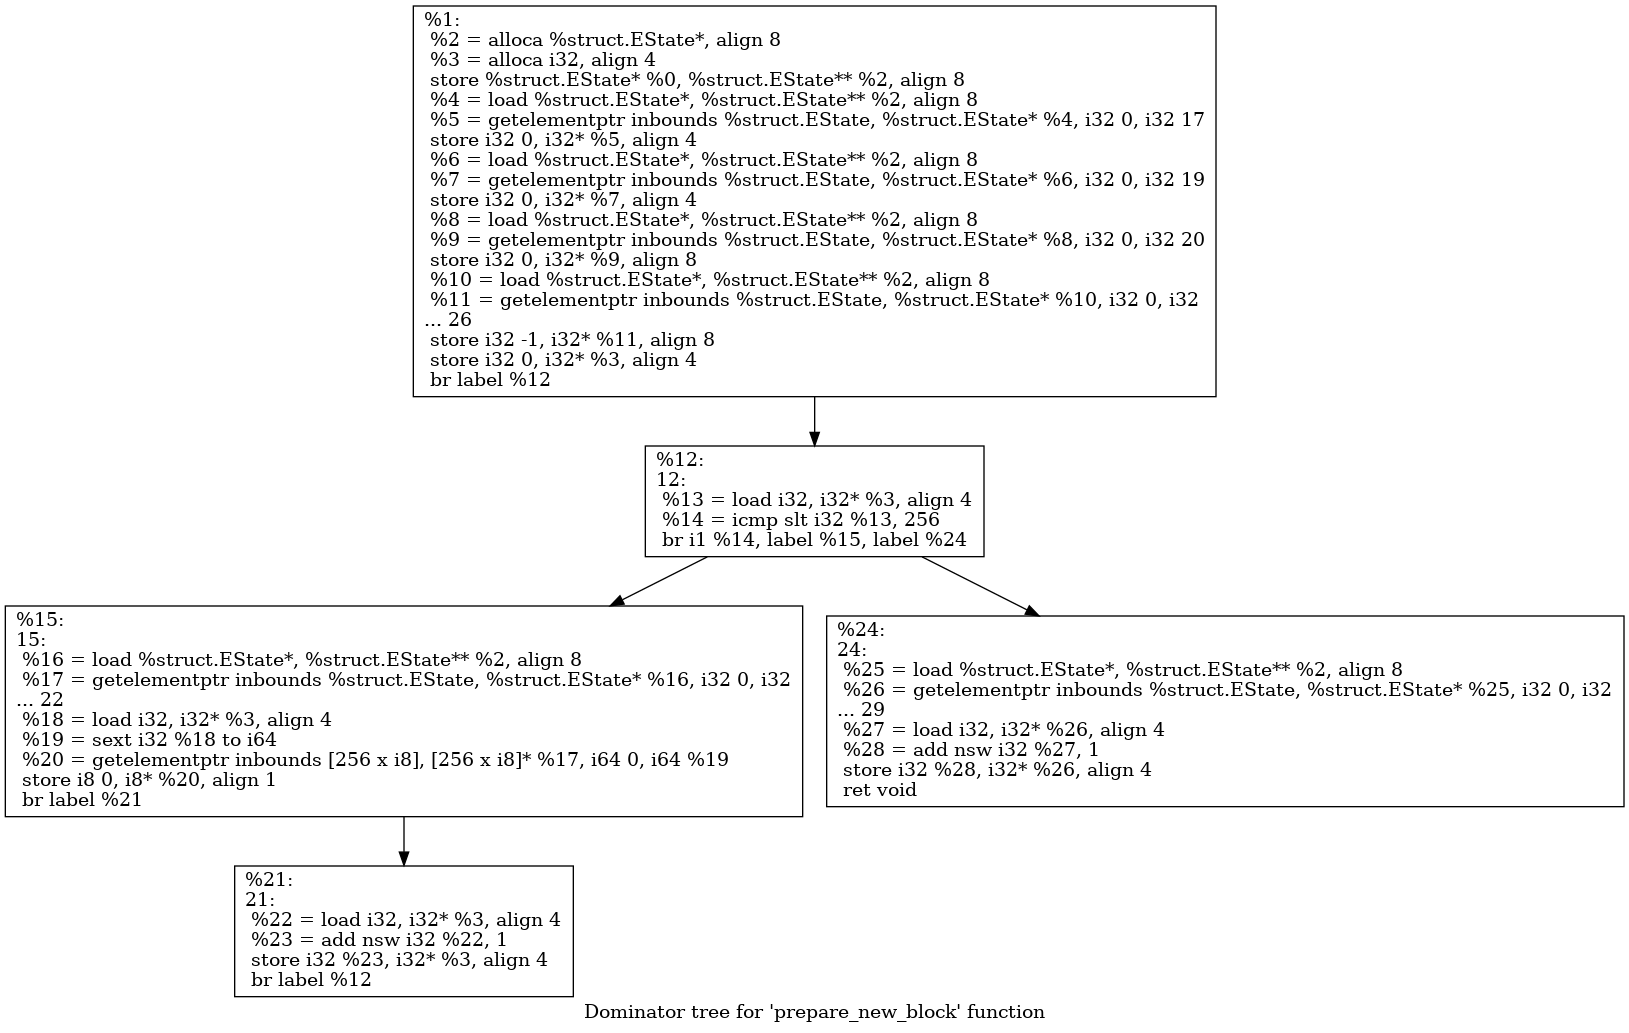 %1:
%2 = alloca %struct.EState*, align 8
%3 = alloca i32, align 4
store %struct.EState* %0, %struct.EState** %2, align 8
%4 = load %struct.EState*, %struct.EState** %2, align 8
%5 = getelementptr inbounds %struct.EState, %struct.EState* %4, i32 0, i32 17
store i32 0, i32* %5, align 4
%6 = load %struct.EState*, %struct.EState** %2, align 8
%7 = getelementptr inbounds %struct.EState, %struct.EState* %6, i32 0, i32 19
store i32 0, i32* %7, align 4
%8 = load %struct.EState*, %struct.EState** %2, align 8
%9 = getelementptr inbounds %struct.EState, %struct.EState* %8, i32 0, i32 20
store i32 0, i32* %9, align 8
%10 = load %struct.EState*, %struct.EState** %2, align 8
%11 = getelementptr inbounds %struct.EState, %struct.EState* %10, i32 0, i32
... 26
store i32 -1, i32* %11, align 8
store i32 0, i32* %3, align 4
br label %12
%12:
12:
%13 = load i32, i32* %3, align 4
%14 = icmp slt i32 %13, 256
br i1 %14, label %15, label %24
%15:
15:
%16 = load %struct.EState*, %struct.EState** %2, align 8
%17 = getelementptr inbounds %struct.EState, %struct.EState* %16, i32 0, i32
... 22
%18 = load i32, i32* %3, align 4
%19 = sext i32 %18 to i64
%20 = getelementptr inbounds [256 x i8], [256 x i8]* %17, i64 0, i64 %19
store i8 0, i8* %20, align 1
br label %21
%24:
24:
%25 = load %struct.EState*, %struct.EState** %2, align 8
%26 = getelementptr inbounds %struct.EState, %struct.EState* %25, i32 0, i32
... 29
%27 = load i32, i32* %26, align 4
%28 = add nsw i32 %27, 1
store i32 %28, i32* %26, align 4
ret void
%21:
21:
%22 = load i32, i32* %3, align 4
%23 = add nsw i32 %22, 1
store i32 %23, i32* %3, align 4
br label %12
Dominator tree for 'prepare_new_block' function